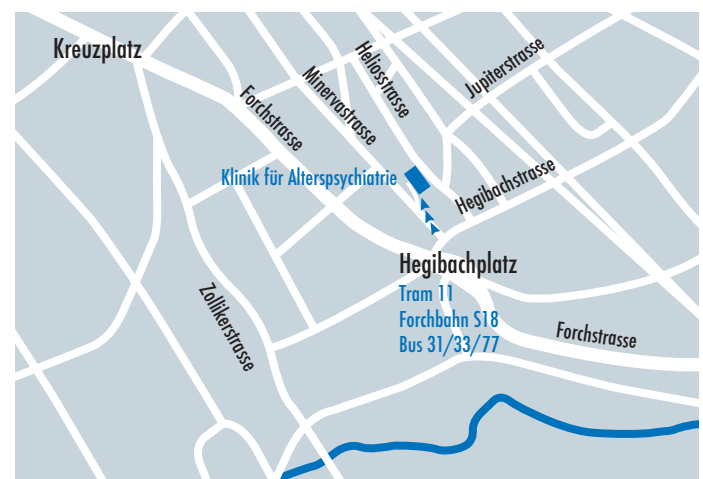 Kreuzplatz
Heliosstrasse
Jupiterstrasse
Minervastrasse
Forchstrasse
Klinik für Alterspsychiatrie
Hegibachstrasse
Hegibachplatz
Tram 11
Forchbahn S18
Bus 31/33/77
Zollikerstrasse
Forchstrasse